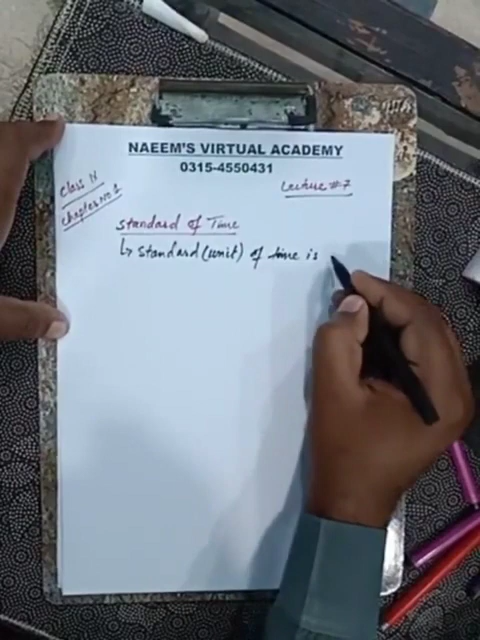 NAEEM'S VIRTUAL ACADEMY
0315-4550431
Class IX
Chapter No 1
Lecture # 7
Standard of Time
↳ Standard (unit) of time is